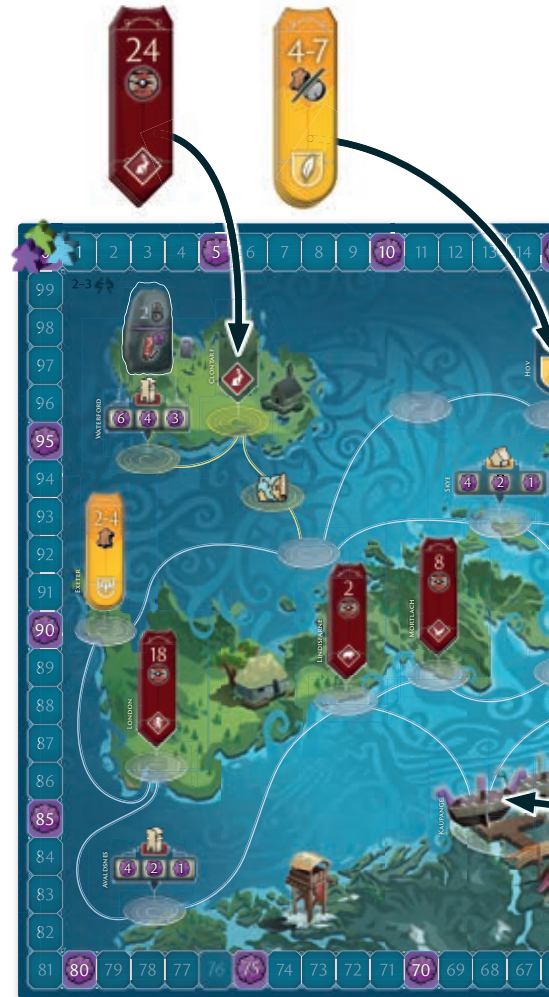 24
4-7
1 2 3 4 5 6 7 8 9 10 11 12 13 14
99
2-3
98
2
CLONTARF
97
HOV
96
WATERFORD
6 4 3
95
94
SKYE
4 2 1
93
2-4
92
EXETER
91
2
8
LINDISFARNE
MORTLACH
90
18
89
LONDON
88
87
86
85
KAUPANGE
84
AVALDSNES
4 2 1
83
82
81 80 79 78 77 76 75 74 73 72 71 70 69 68 67